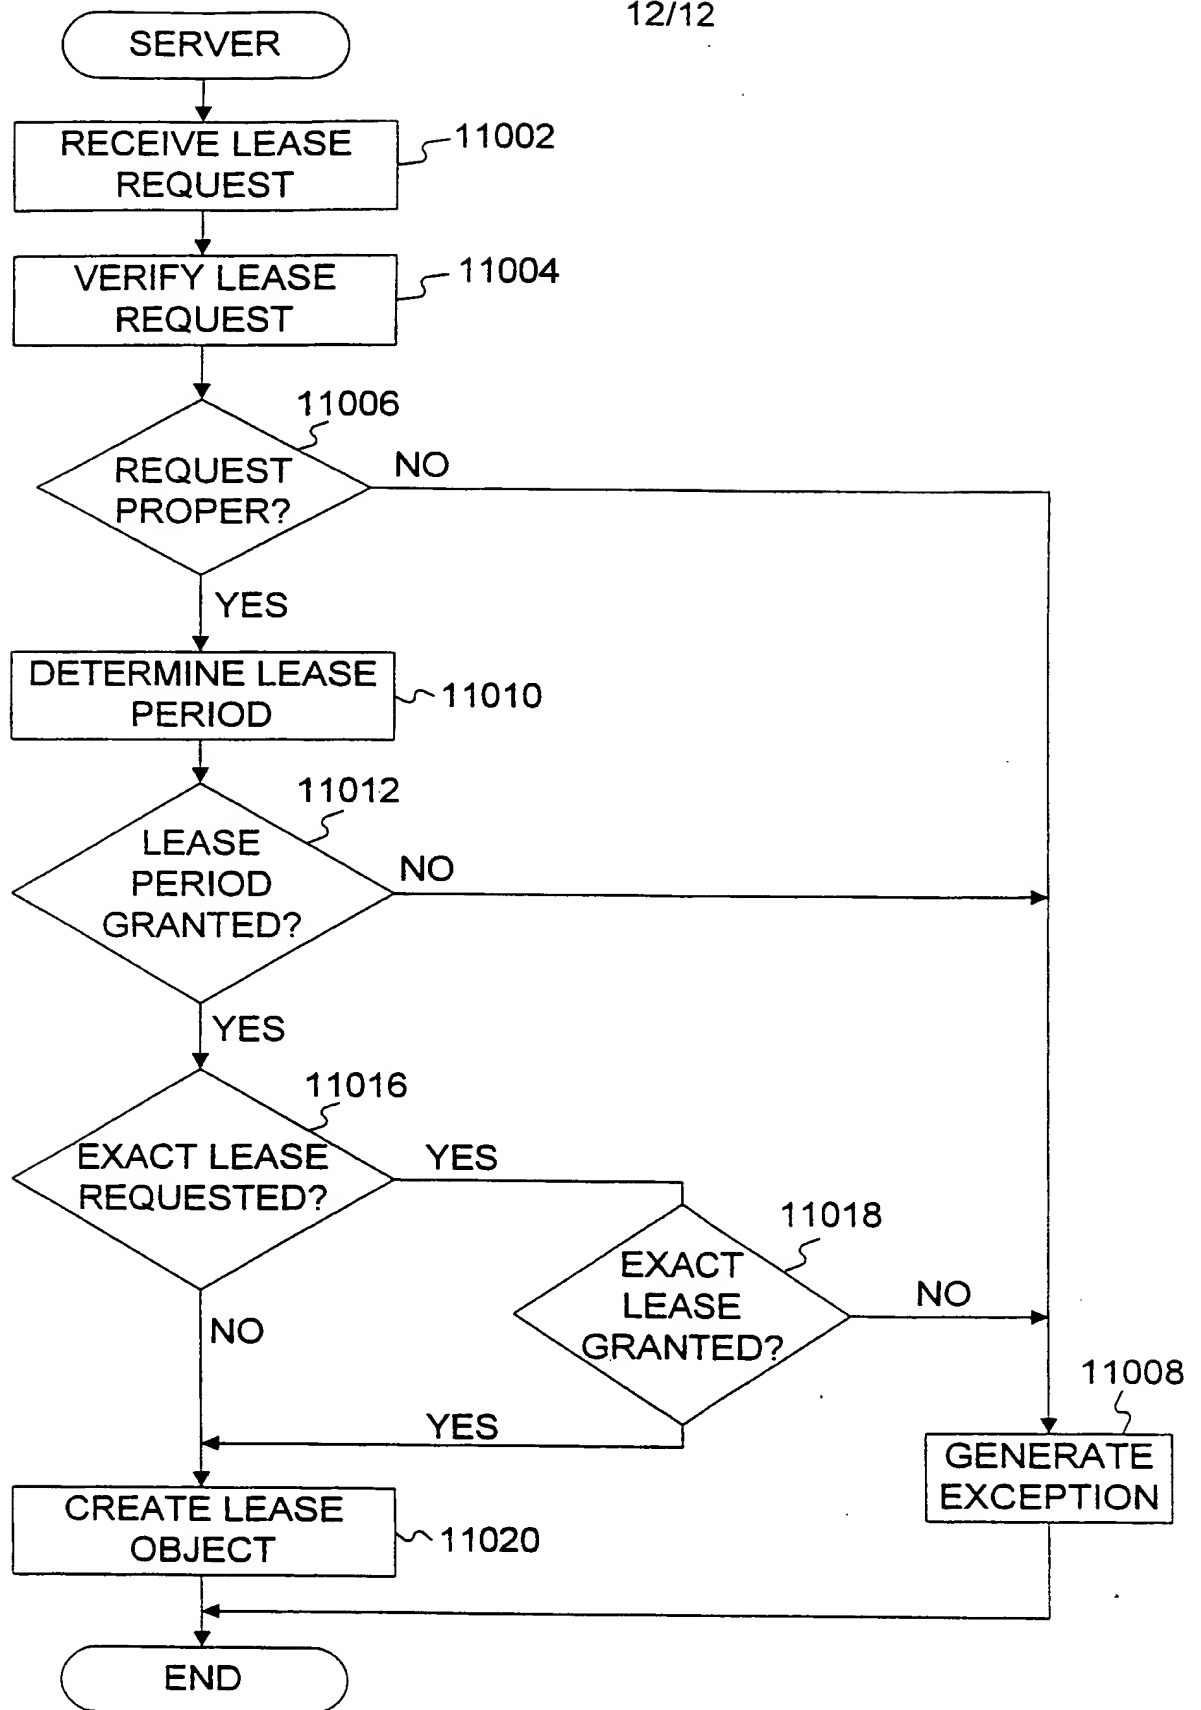 12/12
SERVER
RECEIVE LEASE
REQUEST
11002
VERIFY LEASE
REQUEST
11004
11006
REQUEST
PROPER?
NO
YES
DETERMINE LEASE
PERIOD
11010
11012
LEASE
PERIOD
GRANTED?
NO
YES
11016
EXACT LEASE
REQUESTED?
YES
11018
EXACT
LEASE
GRANTED?
NO
NO
YES
11008
GENERATE
EXCEPTION
CREATE LEASE
OBJECT
11020
END